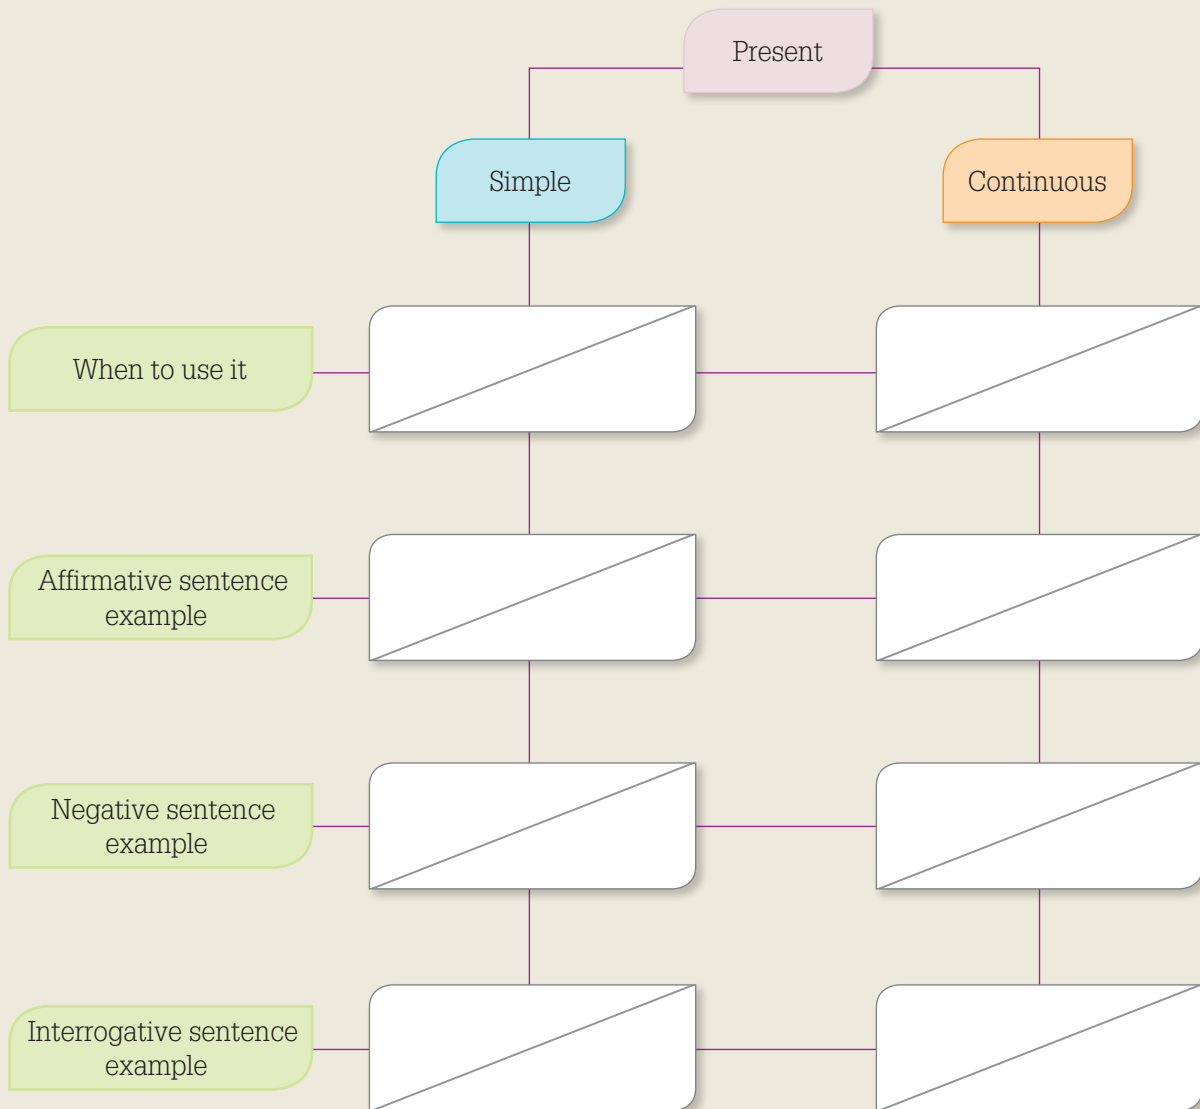 Present
Simple
Continuous
When to use it
Affirmative sentence
example
Negative sentence
example
Interrogative sentence
example